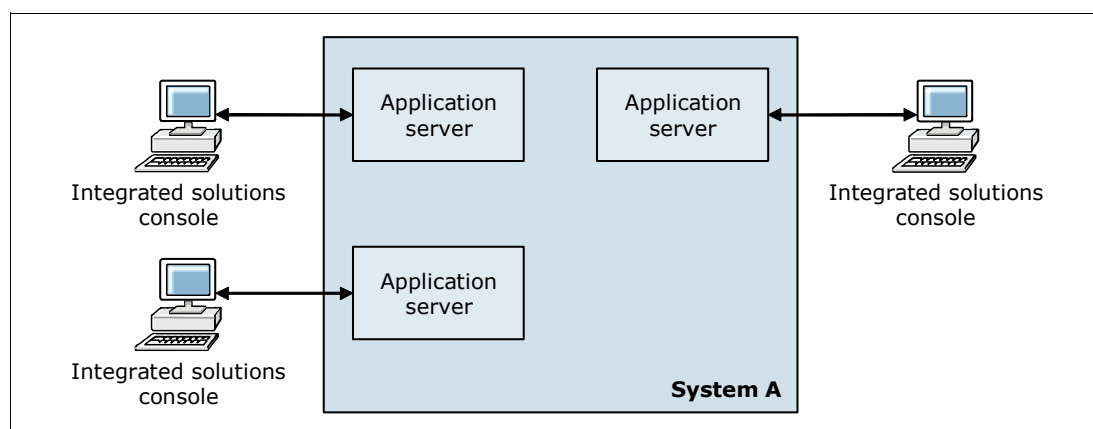 Application
server
Application
server
Integrated solutions
console
Integrated solutions
console
Application
server
Integrated solutions
console
System A